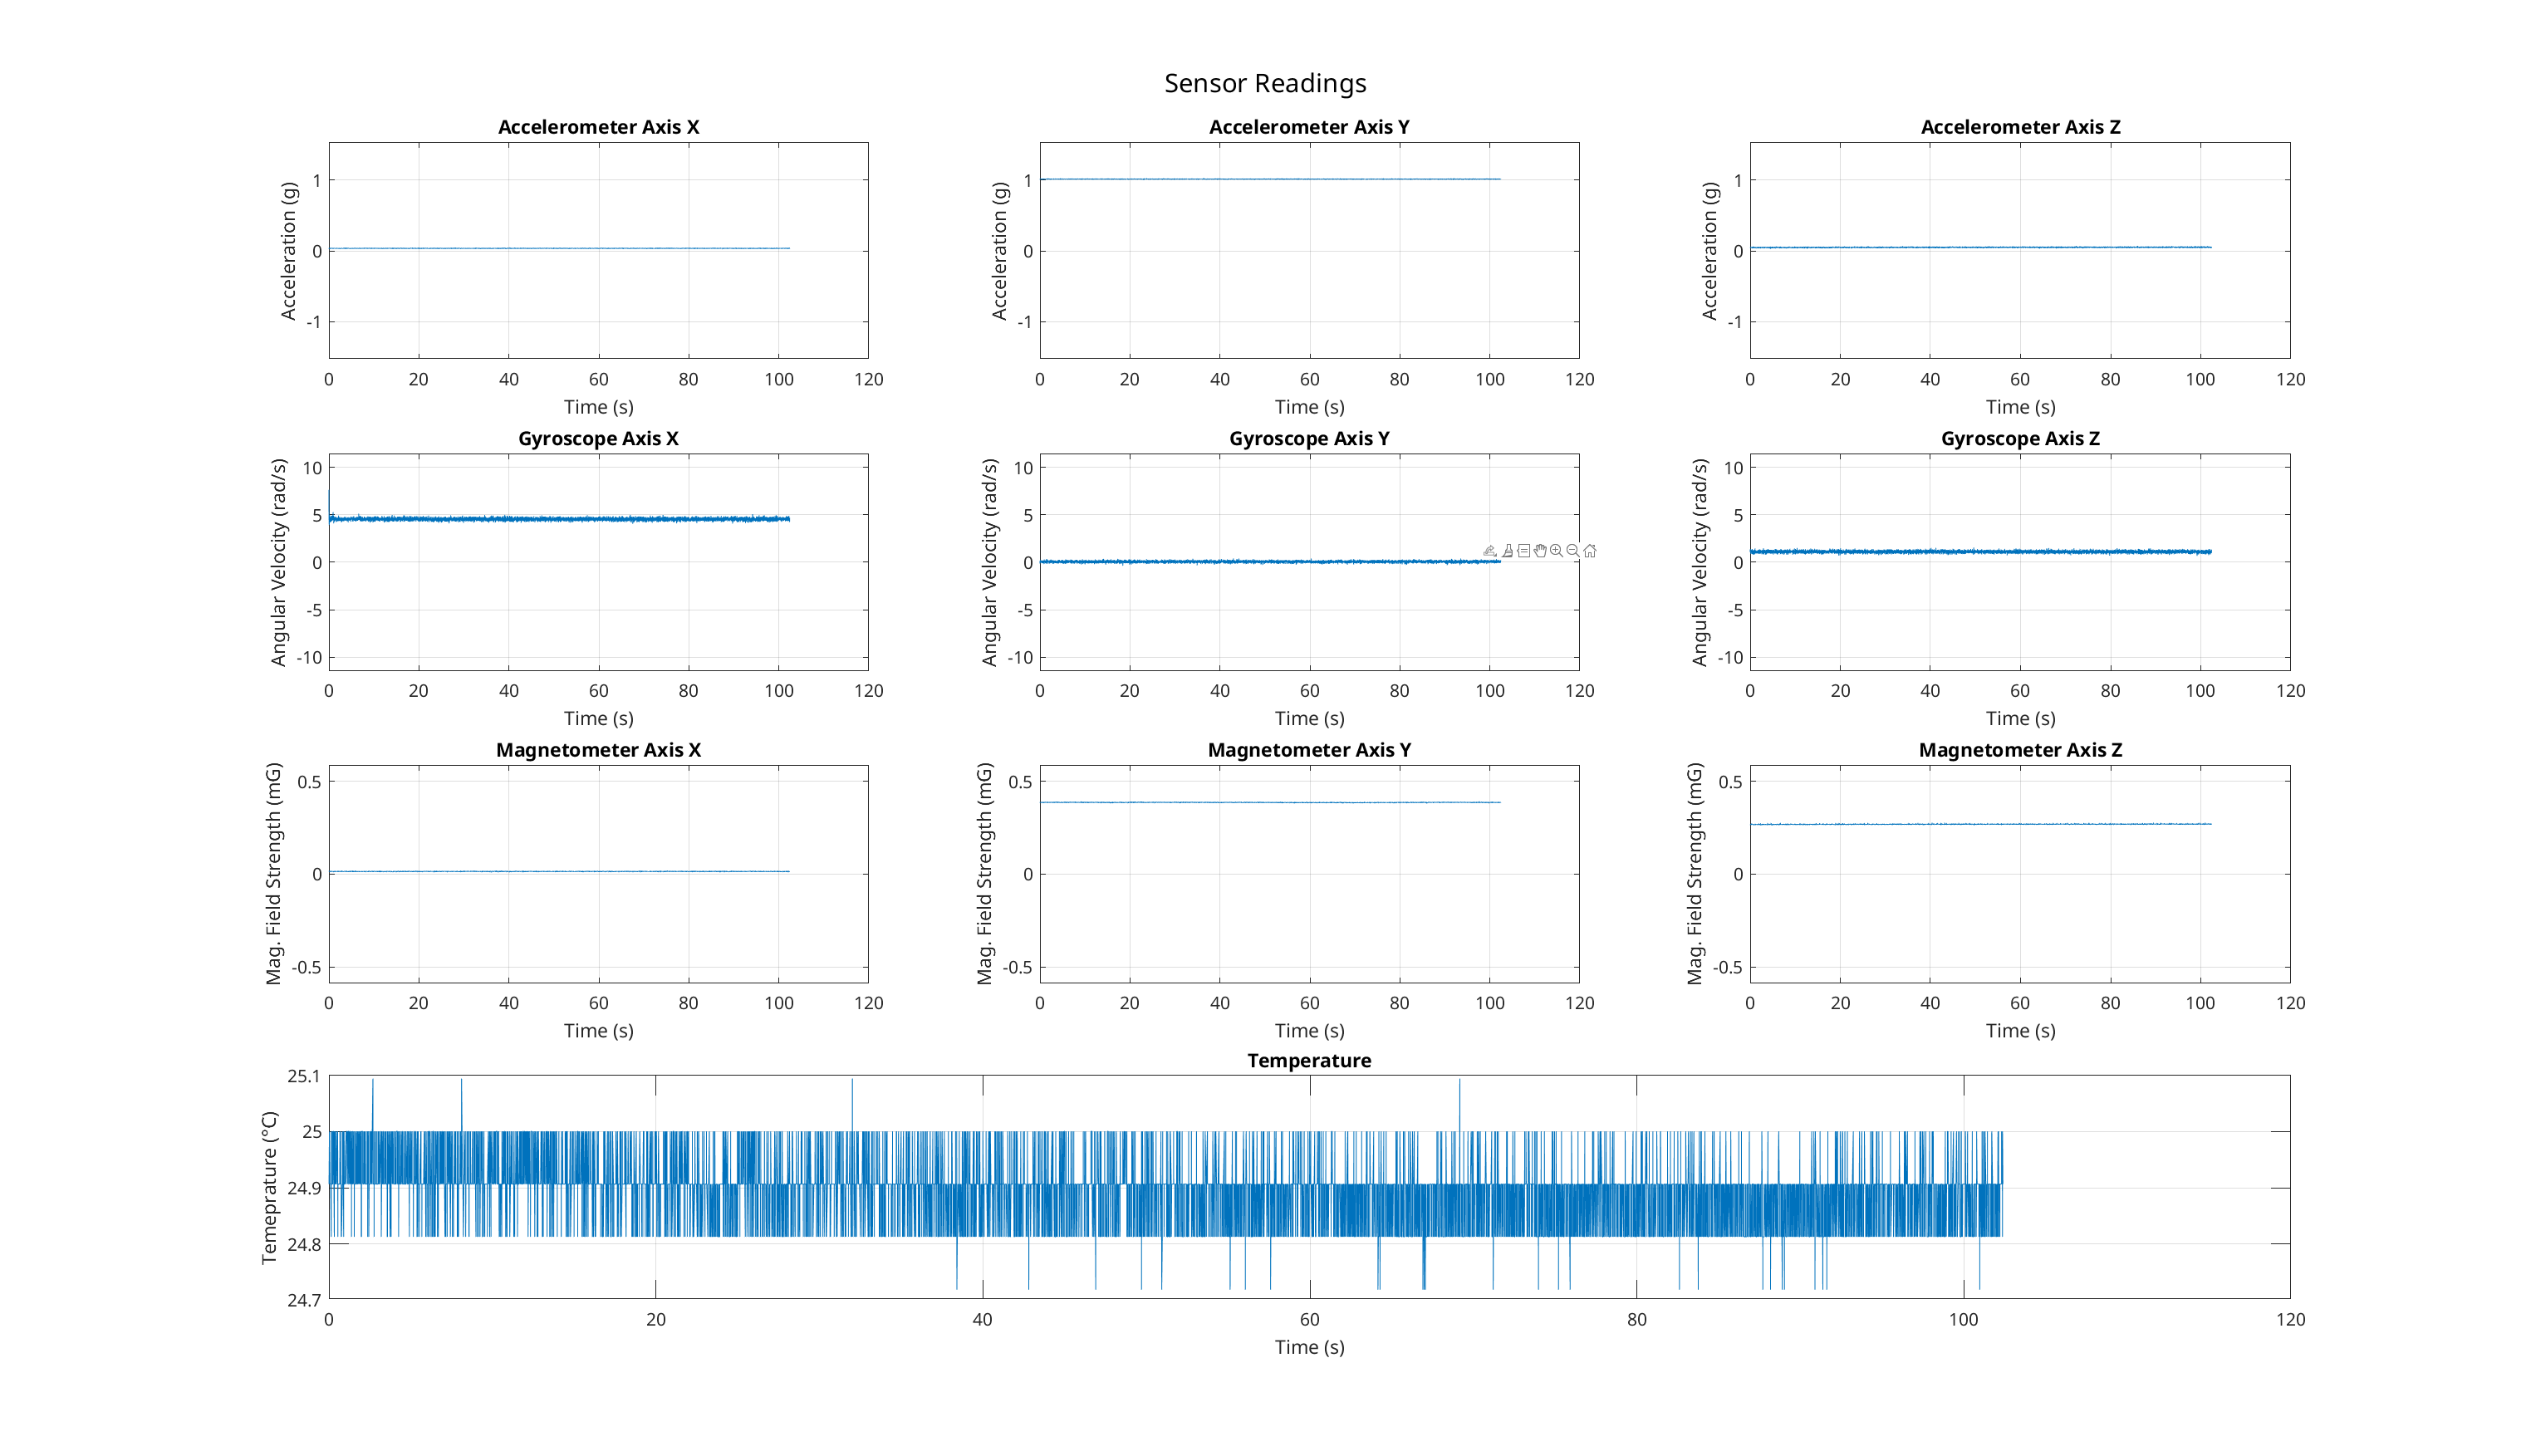 Sensor Readings
Accelerometer Axis X
Acceleration (g)
1
0
-1
0 20 40 60 80 100 120
Time (s)
Accelerometer Axis Y
Acceleration (g)
1
0
-1
0 20 40 60 80 100 120
Time (s)
Accelerometer Axis Z
Acceleration (g)
1
0
-1
0 20 40 60 80 100 120
Time (s)
Gyroscope Axis X
Angular Velocity (rad/s)
10
5
0
-5
-10
0 20 40 60 80 100 120
Time (s)
Gyroscope Axis Y
Angular Velocity (rad/s)
10
5
0
-5
-10
0 20 40 60 80 100 120
Time (s)
Gyroscope Axis Z
Angular Velocity (rad/s)
10
5
0
-5
-10
0 20 40 60 80 100 120
Time (s)
Magnetometer Axis X
Mag. Field Strength (mG)
0.5
0
-0.5
0 20 40 60 80 100 120
Time (s)
Magnetometer Axis Y
Mag. Field Strength (mG)
0.5
0
-0.5
0 20 40 60 80 100 120
Time (s)
Magnetometer Axis Z
Mag. Field Strength (mG)
0.5
0
-0.5
0 20 40 60 80 100 120
Time (s)
Temperature
Temeprature (°C)
25.1
25
24.9
24.8
24.7
0 20 40 60 80 100 120
Time (s)